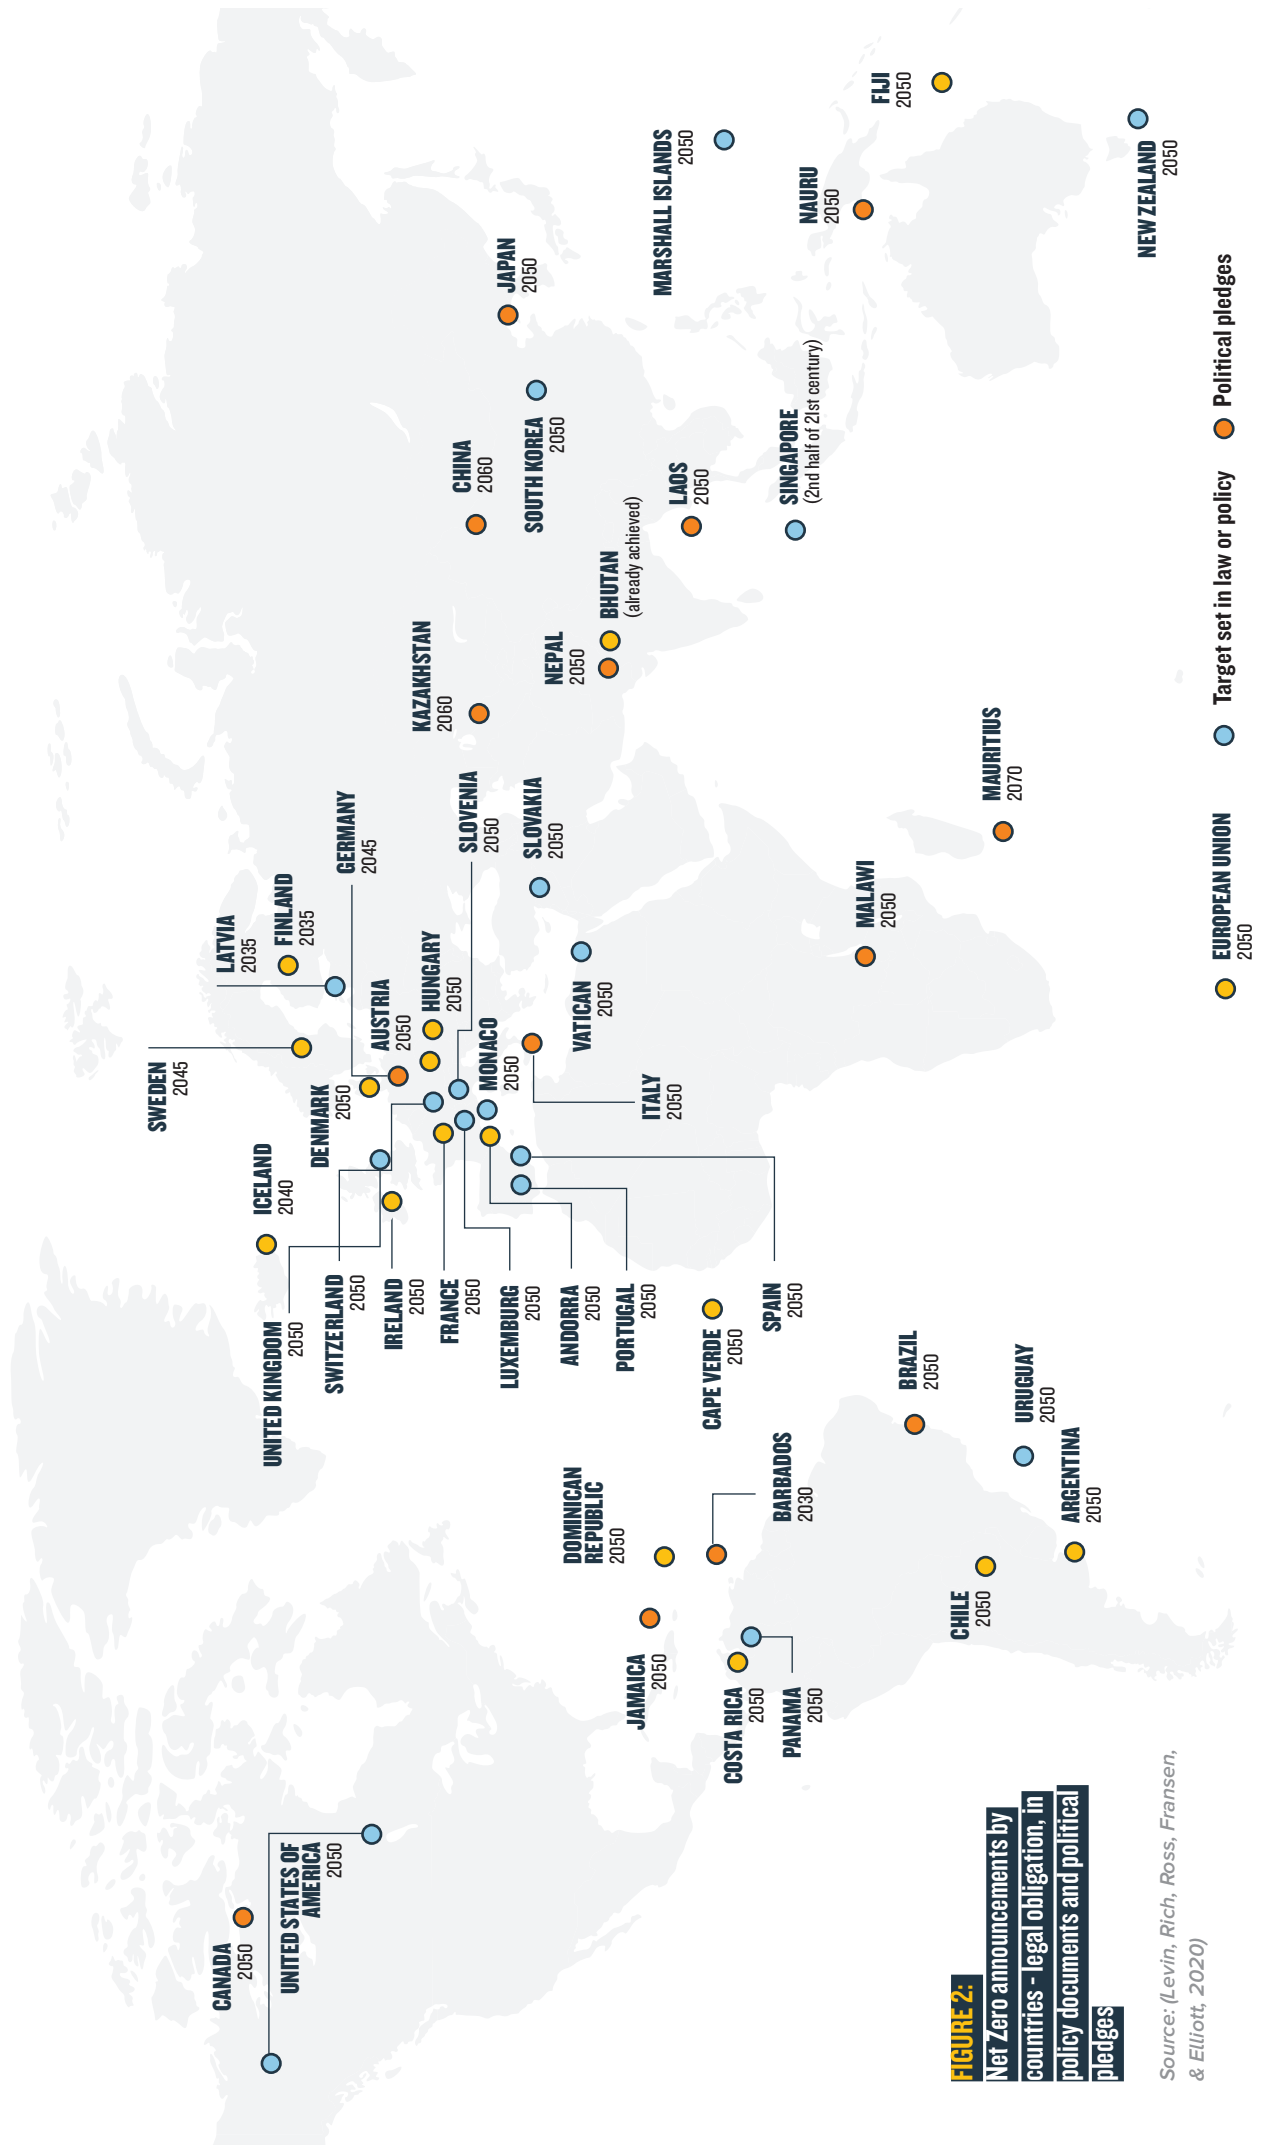 CANADA
2050
UNITED STATES OF
AMERICA
2050
JAMAICA
2050
DOMINICAN
REPUBLIC
2050
COSTA RICA
2050
PANAMA
2050
BARBADOS
2030
CHILE
2050
BRAZIL
2050
URUGUAY
2050
ARGENTINA
2050
CAPE VERDE
2050
ICELAND
2040
UNITED KINGDOM
2050
SWITZERLAND
2050
IRELAND
2050
FRANCE
2050
LUXEMBURG
2050
ANDORRA
2050
PORTUGAL
2050
SPAIN
2050
SWEDEN
2045
DENMARK
2050
LATVIA
2035
FINLAND
2035
GERMANY
2045
AUSTRIA
2050
HUNGARY
2050
MONACO
2050
SLOVENIA
2050
SLOVAKIA
2050
VATICAN
2050
ITALY
2050
MALAWI
2050
MAURITIUS
2070
KAZAKHSTAN
2060
NEPAL
2050
BHUTAN
(already achieved)
CHINA
2060
SOUTH KOREA
2050
JAPAN
2050
LAOS
2050
SINGAPORE
(2nd half of 21st century)
MARSHALL ISLANDS
2050
NAURU
2050
FIJI
2050
NEW ZEALAND
2050
FIGURE 2:
Net Zero announcements by
countries - legal obligation, in
policy documents and political
pledges
Source: (Levin, Rich, Ross, Fransen,
& Elliott, 2020)
EUROPEAN UNION
2050
Target set in law or policy
Political pledges